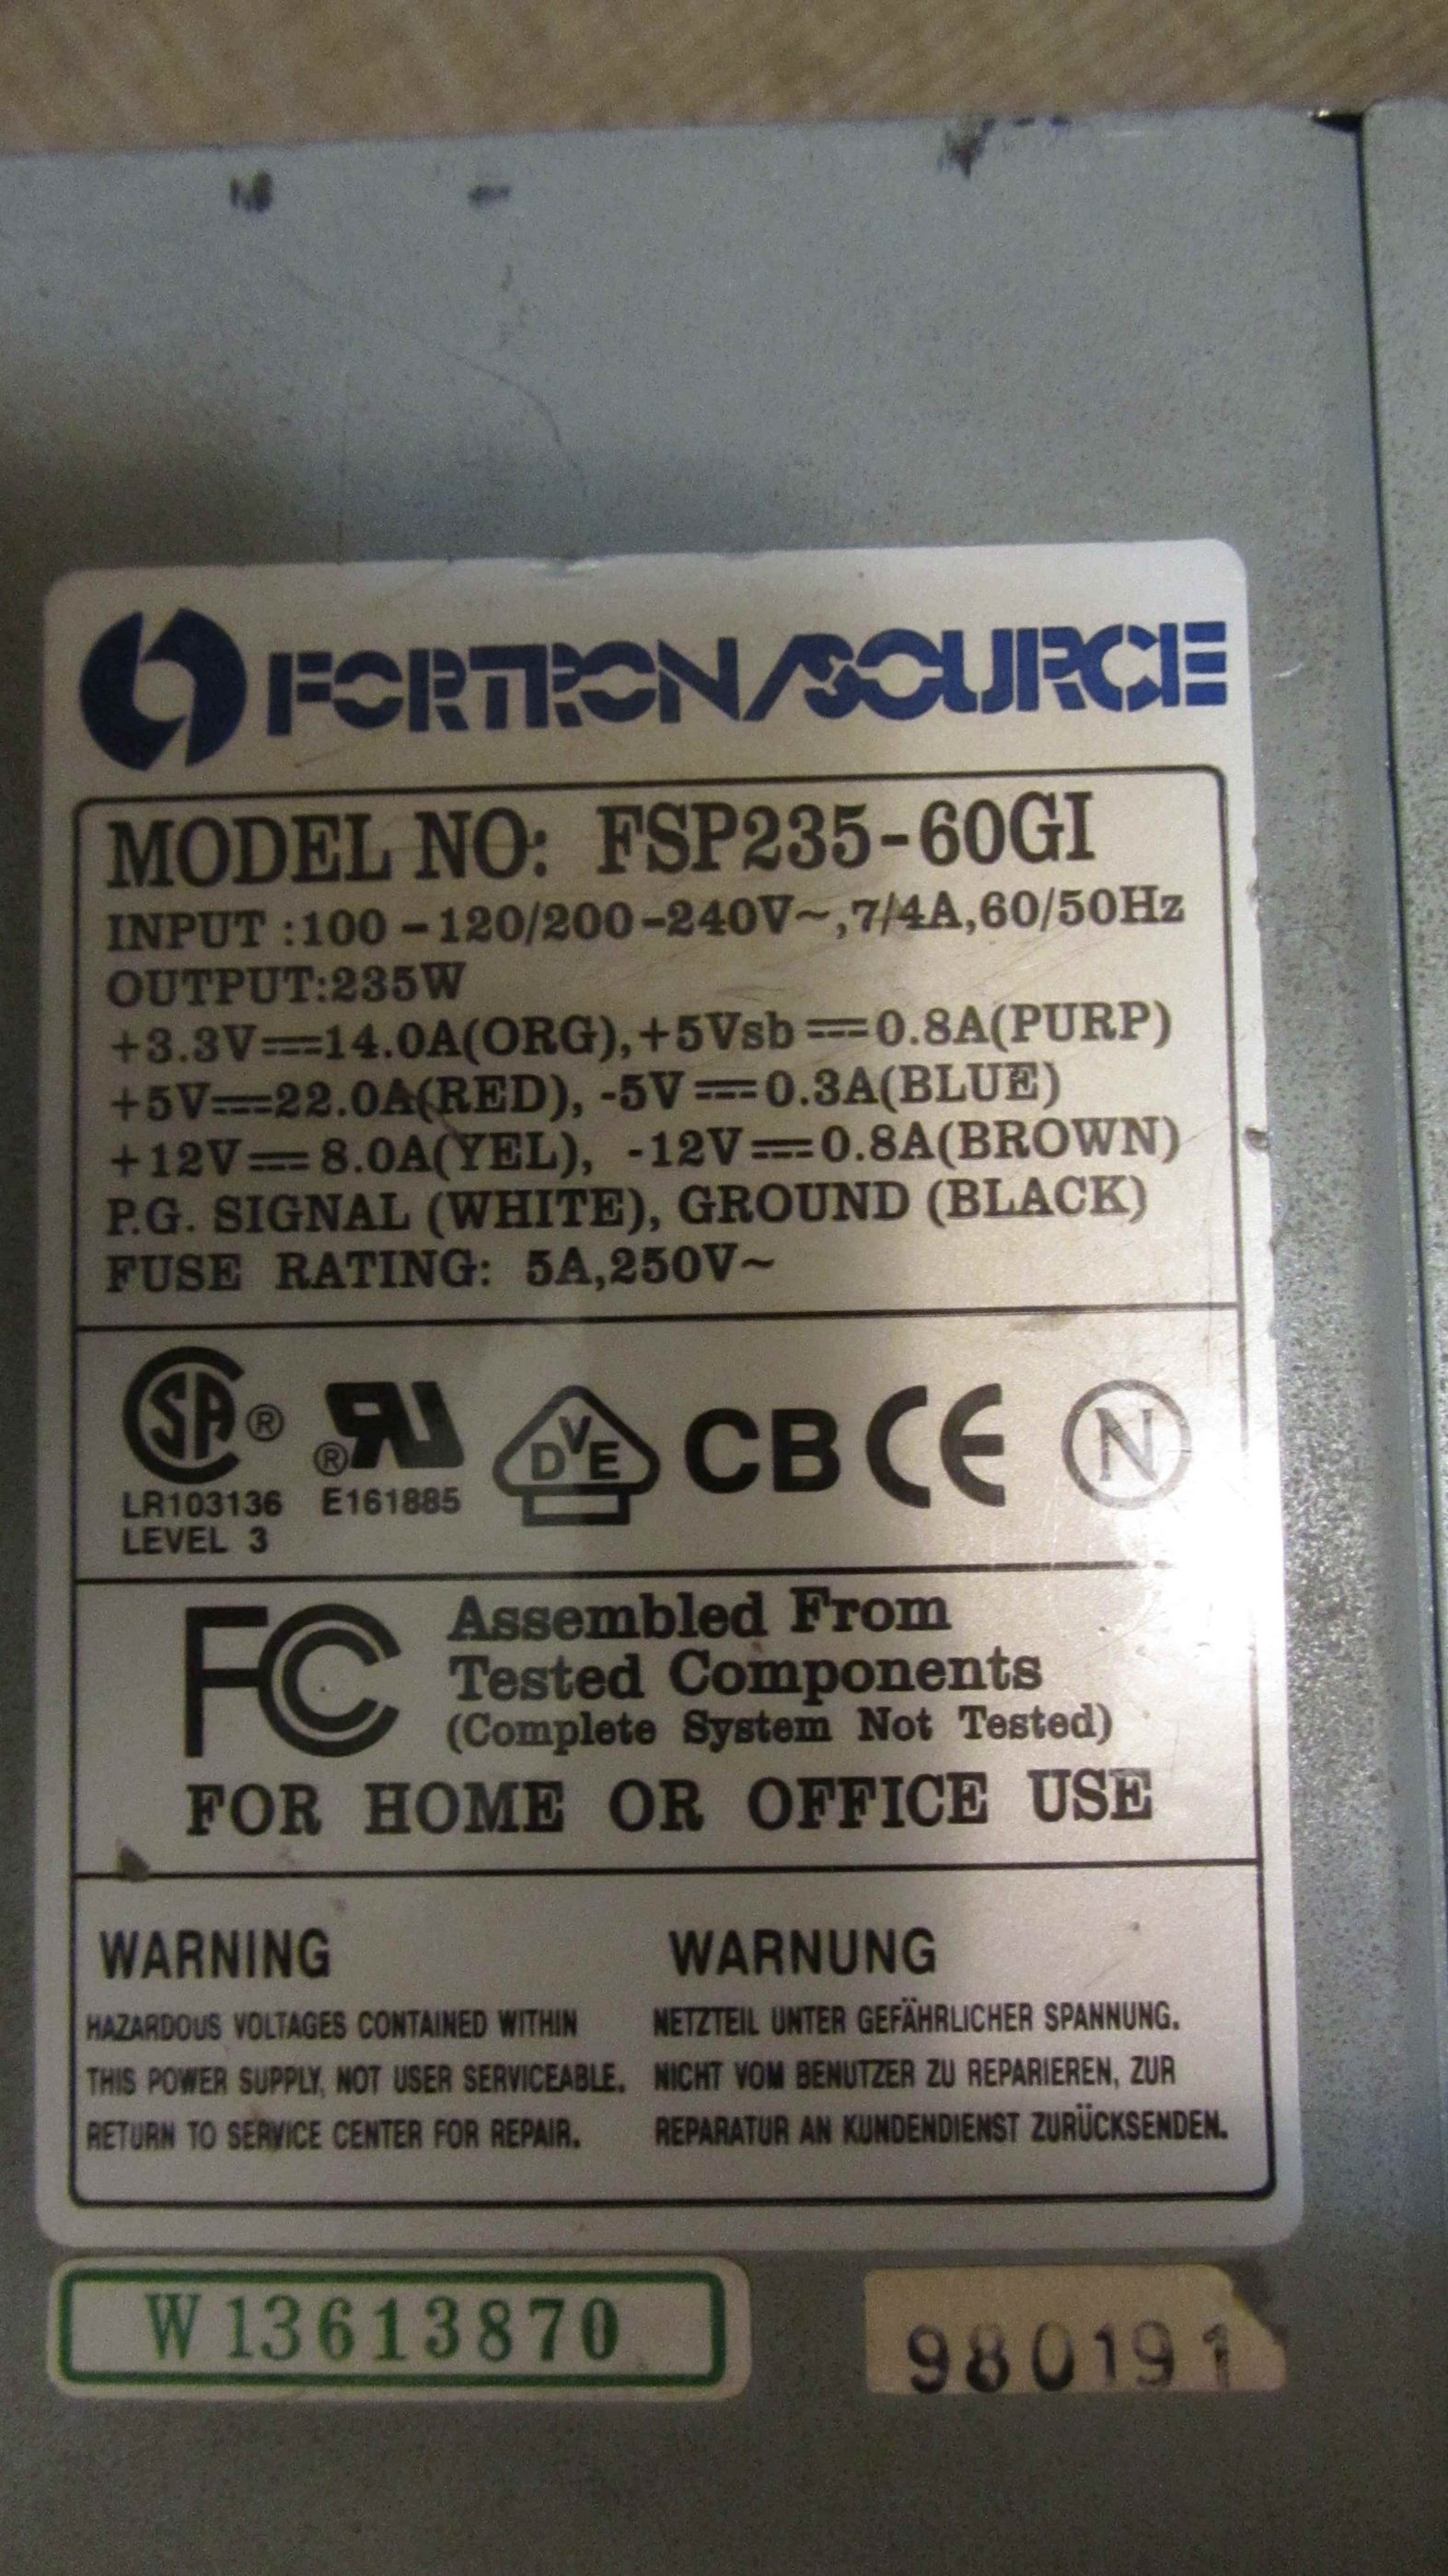 FORTRON/SOURCE
MODEL NO: FSP235-60GI
INPUT :100-120/200-240V~,7/4A,60/50Hz
OUTPUT:235W
+3.3V⎓14.0A(ORG),+5Vsb⎓0.8A(PURP)
+5V⎓22.0A(RED), -5V⎓0.3A(BLUE)
+12V⎓8.0A(YEL), -12V⎓0.8A(BROWN)
P.G. SIGNAL (WHITE), GROUND (BLACK)
FUSE RATING: 5A,250V~
SA ® ® RU DVE CB CE N
LR103136 E161885
LEVEL 3
FC Assembled From
Tested Components
(Complete System Not Tested)
FOR HOME OR OFFICE USE
WARNING
HAZARDOUS VOLTAGES CONTAINED WITHIN
THIS POWER SUPPLY, NOT USER SERVICEABLE.
RETURN TO SERVICE CENTER FOR REPAIR.
WARNUNG
NETZTEIL UNTER GEFÄHRLICHER SPANNUNG.
NICHT VOM BENUTZER ZU REPARIEREN, ZUR
REPARATUR AN KUNDENDIENST ZURÜCKSENDEN.
W13613870
980191